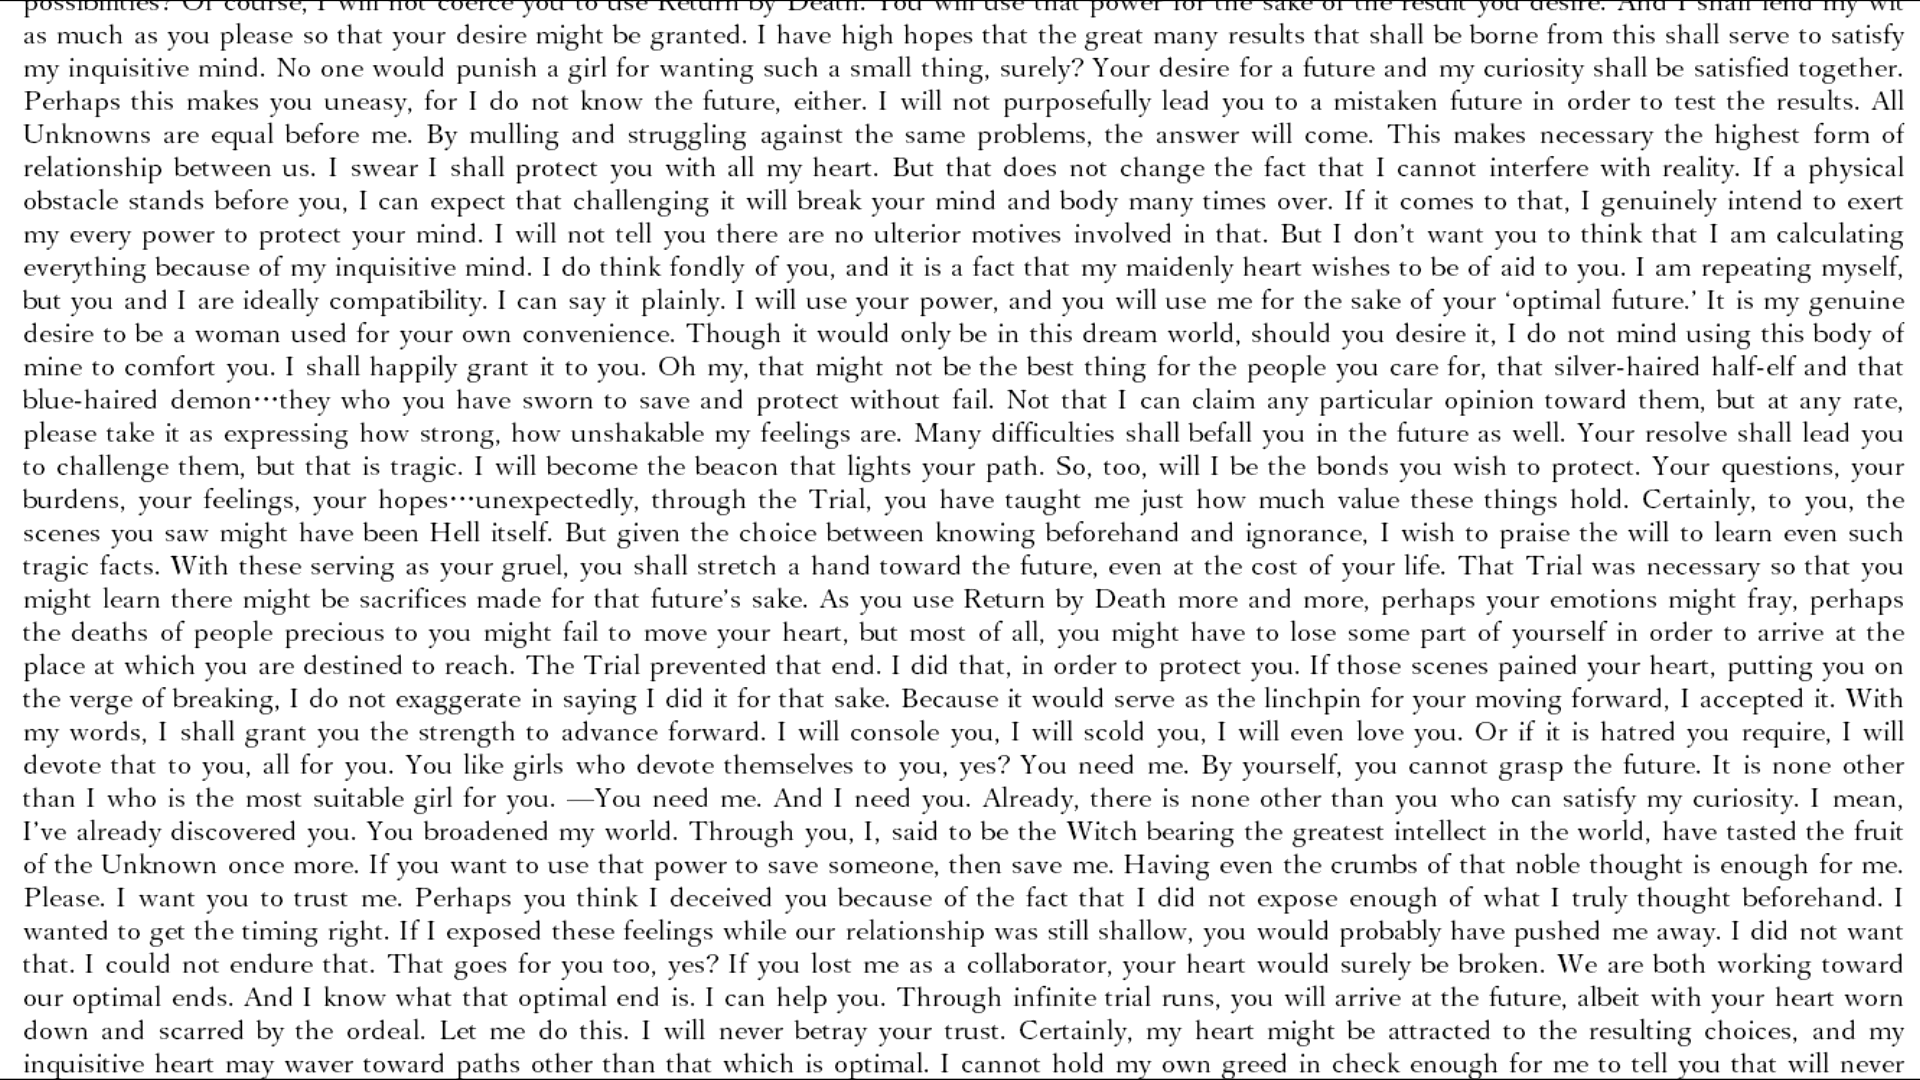 possibilities? Of course, I will not coerce you to use Return by Death. You will use that power for the sake of the result you desire. And I shall lend my wit
as much as you please so that your desire might be granted. I have high hopes that the great many results that shall be borne from this shall serve to satisfy
my inquisitive mind. No one would punish a girl for wanting such a small thing, surely? Your desire for a future and my curiosity shall be satisfied together.
Perhaps this makes you uneasy, for I do not know the future, either. I will not purposefully lead you to a mistaken future in order to test the results. All
Unknowns are equal before me. By mulling and struggling against the same problems, the answer will come. This makes necessary the highest form of
relationship between us. I swear I shall protect you with all my heart. But that does not change the fact that I cannot interfere with reality. If a physical
obstacle stands before you, I can expect that challenging it will break your mind and body many times over. If it comes to that, I genuinely intend to exert
my every power to protect your mind. I will not tell you there are no ulterior motives involved in that. But I don’t want you to think that I am calculating
everything because of my inquisitive mind. I do think fondly of you, and it is a fact that my maidenly heart wishes to be of aid to you. I am repeating myself,
but you and I are ideally compatibility. I can say it plainly. I will use your power, and you will use me for the sake of your ‘optimal future.’ It is my genuine
desire to be a woman used for your own convenience. Though it would only be in this dream world, should you desire it, I do not mind using this body of
mine to comfort you. I shall happily grant it to you. Oh my, that might not be the best thing for the people you care for, that silver-haired half-elf and that
blue-haired demon⋯they who you have sworn to save and protect without fail. Not that I can claim any particular opinion toward them, but at any rate,
please take it as expressing how strong, how unshakable my feelings are. Many difficulties shall befall you in the future as well. Your resolve shall lead you
to challenge them, but that is tragic. I will become the beacon that lights your path. So, too, will I be the bonds you wish to protect. Your questions, your
burdens, your feelings, your hopes⋯unexpectedly, through the Trial, you have taught me just how much value these things hold. Certainly, to you, the
scenes you saw might have been Hell itself. But given the choice between knowing beforehand and ignorance, I wish to praise the will to learn even such
tragic facts. With these serving as your gruel, you shall stretch a hand toward the future, even at the cost of your life. That Trial was necessary so that you
might learn there might be sacrifices made for that future’s sake. As you use Return by Death more and more, perhaps your emotions might fray, perhaps
the deaths of people precious to you might fail to move your heart, but most of all, you might have to lose some part of yourself in order to arrive at the
place at which you are destined to reach. The Trial prevented that end. I did that, in order to protect you. If those scenes pained your heart, putting you on
the verge of breaking, I do not exaggerate in saying I did it for that sake. Because it would serve as the linchpin for your moving forward, I accepted it. With
my words, I shall grant you the strength to advance forward. I will console you, I will scold you, I will even love you. Or if it is hatred you require, I will
devote that to you, all for you. You like girls who devote themselves to you, yes? You need me. By yourself, you cannot grasp the future. It is none other
than I who is the most suitable girl for you. —You need me. And I need you. Already, there is none other than you who can satisfy my curiosity. I mean,
I’ve already discovered you. You broadened my world. Through you, I, said to be the Witch bearing the greatest intellect in the world, have tasted the fruit
of the Unknown once more. If you want to use that power to save someone, then save me. Having even the crumbs of that noble thought is enough for me.
Please. I want you to trust me. Perhaps you think I deceived you because of the fact that I did not expose enough of what I truly thought beforehand. I
wanted to get the timing right. If I exposed these feelings while our relationship was still shallow, you would probably have pushed me away. I did not want
that. I could not endure that. That goes for you too, yes? If you lost me as a collaborator, your heart would surely be broken. We are both working toward
our optimal ends. And I know what that optimal end is. I can help you. Through infinite trial runs, you will arrive at the future, albeit with your heart worn
down and scarred by the ordeal. Let me do this. I will never betray your trust. Certainly, my heart might be attracted to the resulting choices, and my
inquisitive heart may waver toward paths other than that which is optimal. I cannot hold my own greed in check enough for me to tell you that will never